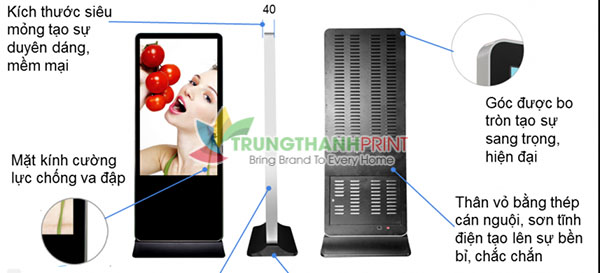 Kích thước siêu
mỏng tạo sự
duyên dáng,
mềm mại
40
Góc được bo
tròn tạo sự
sang trọng,
hiện đại
TRUNGTHANHPRINT
Bring Brand To Every Home
Mặt kính cường
lực chống va đập
Thân vỏ bằng thép
cán nguội, sơn tĩnh
điện tạo lên sự bền
bỉ, chắc chắn